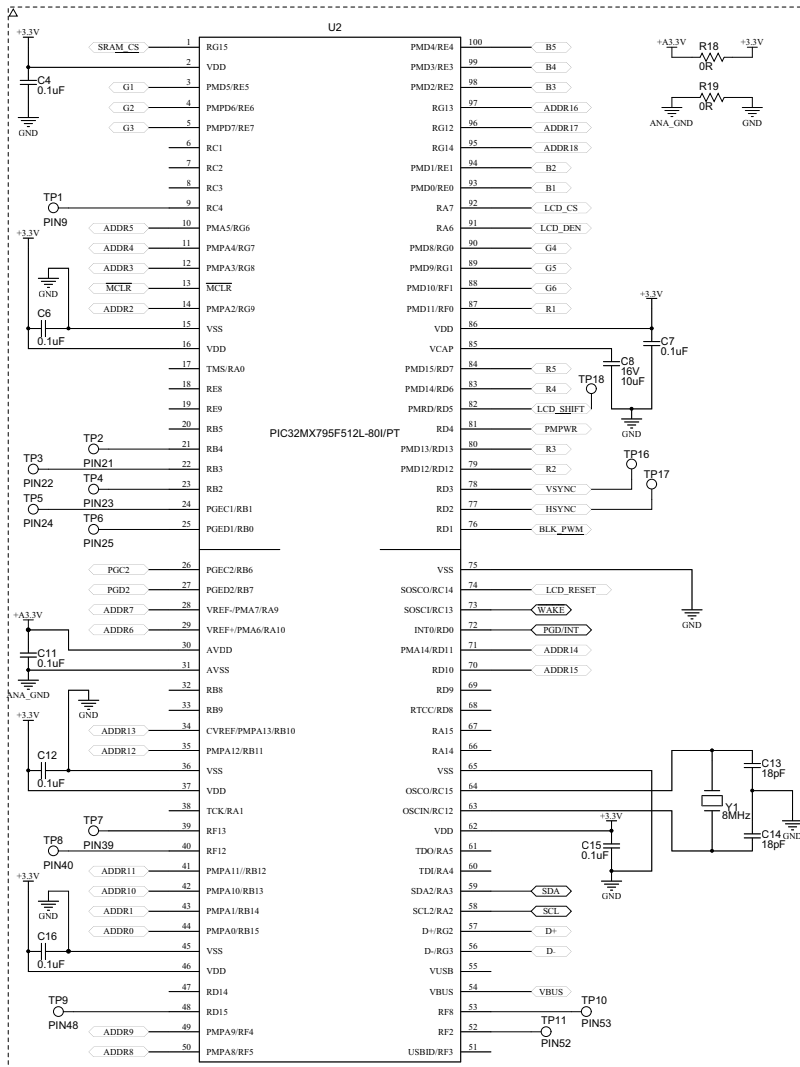 U2
PIC32MX795F512L-80I/PT
+3.3V
C4
0.1uF
GND
SRAM_CS 1 RG15
2 VDD
G1 3 PMD5/RE5
G2 4 PMPD6/RE6
G3 5 PMPD7/RE7
6 RC1
7 RC2
8 RC3
TP1
PIN9
9 RC4
ADDR5 10 PMA5/RG6
ADDR4 11 PMPA4/RG7
ADDR3 12 PMPA3/RG8
MCLR 13 MCLR
ADDR2 14 PMPA2/RG9
+3.3V
GND
C6
0.1uF
15 VSS
16 VDD
17 TMS/RA0
18 RE8
19 RE9
20 RB5
TP2
PIN21
21 RB4
TP3
PIN22
22 RB3
TP4
PIN23
23 RB2
TP5
PIN24
24 PGEC1/RB1
TP6
PIN25
25 PGED1/RB0
PGC2 26 PGEC2/RB6
PGD2 27 PGED2/RB7
ADDR7 28 VREF-/PMA7/RA9
ADDR6 29 VREF+/PMA6/RA10
+A3.3V
C11
0.1uF
ANA_GND
30 AVDD
31 AVSS
32 RB8
33 RB9
ADDR13 34 CVREF/PMPA13/RB10
ADDR12 35 PMPA12/RB11
+3.3V
GND
C12
0.1uF
36 VSS
37 VDD
38 TCK/RA1
TP7
PIN39
39 RF13
TP8
PIN40
40 RF12
ADDR11 41 PMPA11//RB12
ADDR10 42 PMPA10/RB13
ADDR1 43 PMPA1/RB14
ADDR0 44 PMPA0/RB15
+3.3V
GND
C16
0.1uF
45 VSS
46 VDD
47 RD14
TP9
PIN48
48 RD15
ADDR9 49 PMPA9/RF4
ADDR8 50 PMPA8/RF5
PMD4/RE4 100 B5
PMD3/RE3 99 B4
PMD2/RE2 98 B3
RG13 97 ADDR16
RG12 96 ADDR17
RG14 95 ADDR18
PMD1/RE1 94 B2
PMD0/RE0 93 B1
RA7 92 LCD_CS
RA6 91 LCD_DEN
PMD8/RG0 90 G4
PMD9/RG1 89 G5
PMD10/RF1 88 G6
PMD11/RF0 87 R1
VDD 86
VCAP 85
+3.3V
C7
0.1uF
C8
16V
10uF
GND
PMD15/RD7 84 R5
PMD14/RD6 83 R4
TP18
PMRD/RD5 82 LCD_SHIFT
RD4 81 PMPWR
PMD13/RD13 80 R3
PMD12/RD12 79 R2
TP16
RD3 78 VSYNC
TP17
RD2 77 HSYNC
RD1 76 BLK_PWM
VSS 75
GND
SOSCO/RC14 74 LCD_RESET
SOSCI/RC13 73 WAKE
INT0/RD0 72 PGD/INT
PMA14/RD11 71 ADDR14
RD10 70 ADDR15
RD9 69
RTCC/RD8 68
RA15 67
RA14 66
VSS 65
OSCO/RC15 64
OSCIN/RC12 63
VDD 62
TDO/RA5 61
TDI/RA4 60
+3.3V
C15
0.1uF
GND
Y1
8MHz
C13
18pF
C14
18pF
GND
SDA2/RA3 59 SDA
SCL2/RA2 58 SCL
D+/RG2 57 D+
D-/RG3 56 D-
VUSB 55
VBUS 54 VBUS
RF8 53
TP10
PIN53
RF2 52
TP11
PIN52
USBID/RF3 51
+A3.3V R18 +3.3V
0R
R19
0R
ANA_GND GND